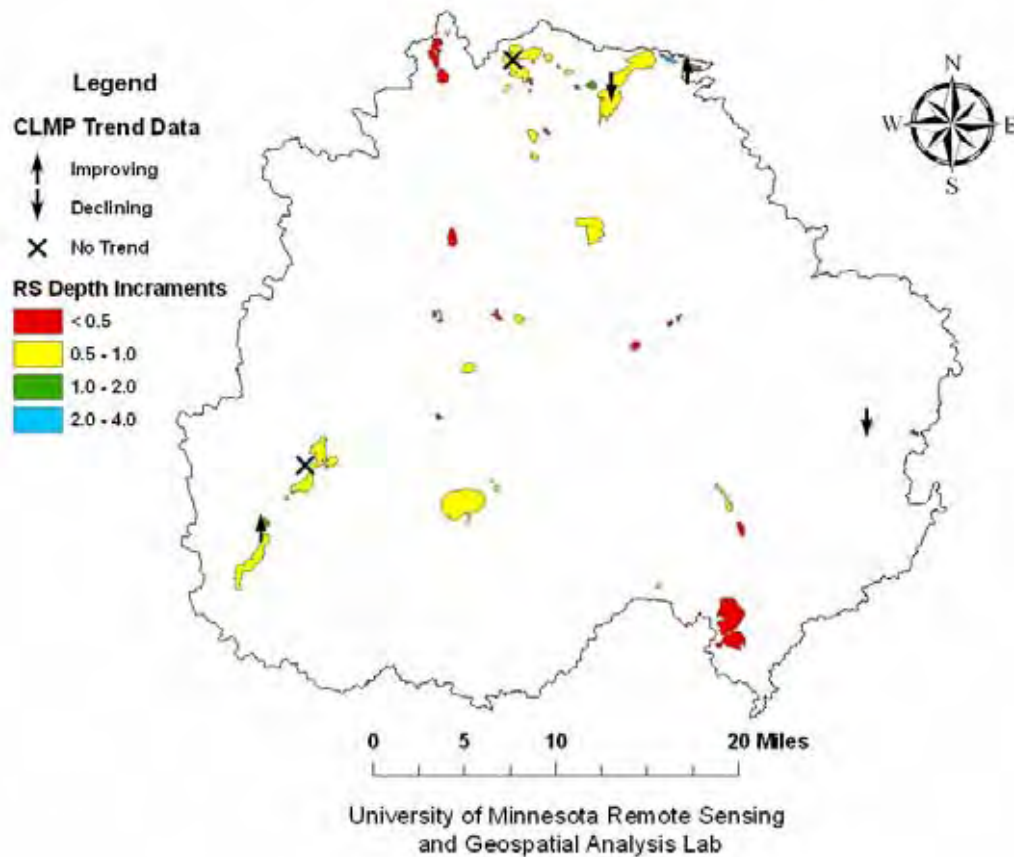 Legend
CLMP Trend Data
Improving
Declining
No Trend
RS Depth Incraments
< 0.5
0.5 - 1.0
1.0 - 2.0
2.0 - 4.0
N
W E
S
0 5 10 20 Miles
University of Minnesota Remote Sensing
and Geospatial Analysis Lab